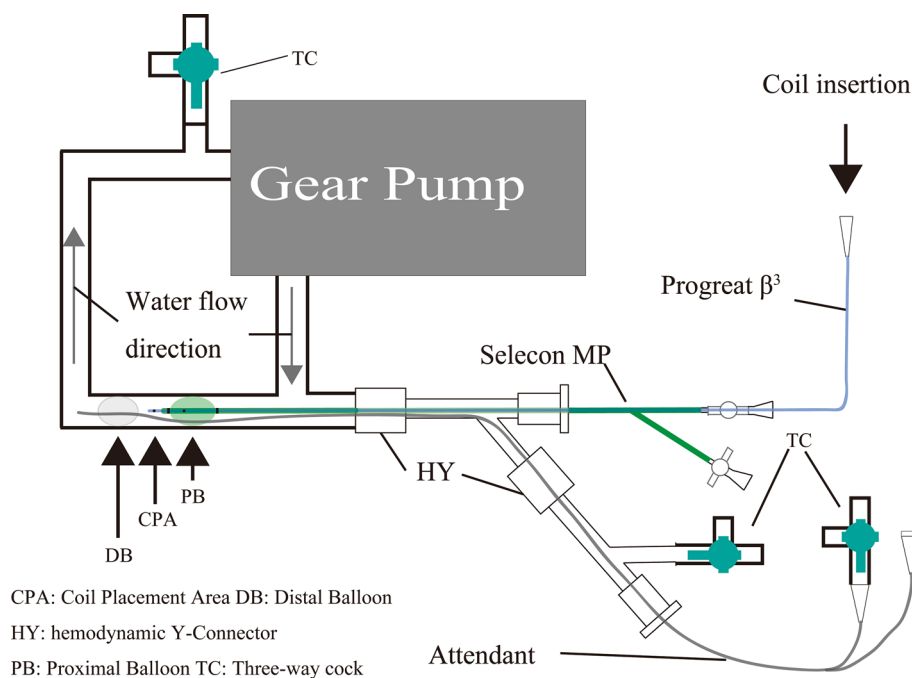 TC
Coil insertion
Gear Pump
Progreat β³
Water flow
direction
Selecon MP
HY
TC
PB
CPA
DB
CPA: Coil Placement Area DB: Distal Balloon
HY: hemodynamic Y-Connector
PB: Proximal Balloon TC: Three-way cock
Attendant